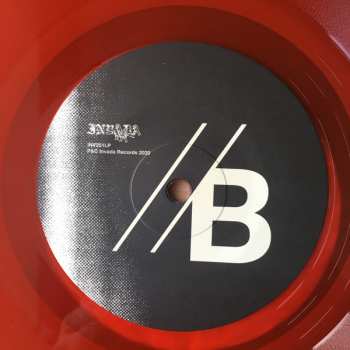 INVADA
INV251LP
P&C Invada Records 2020
//B